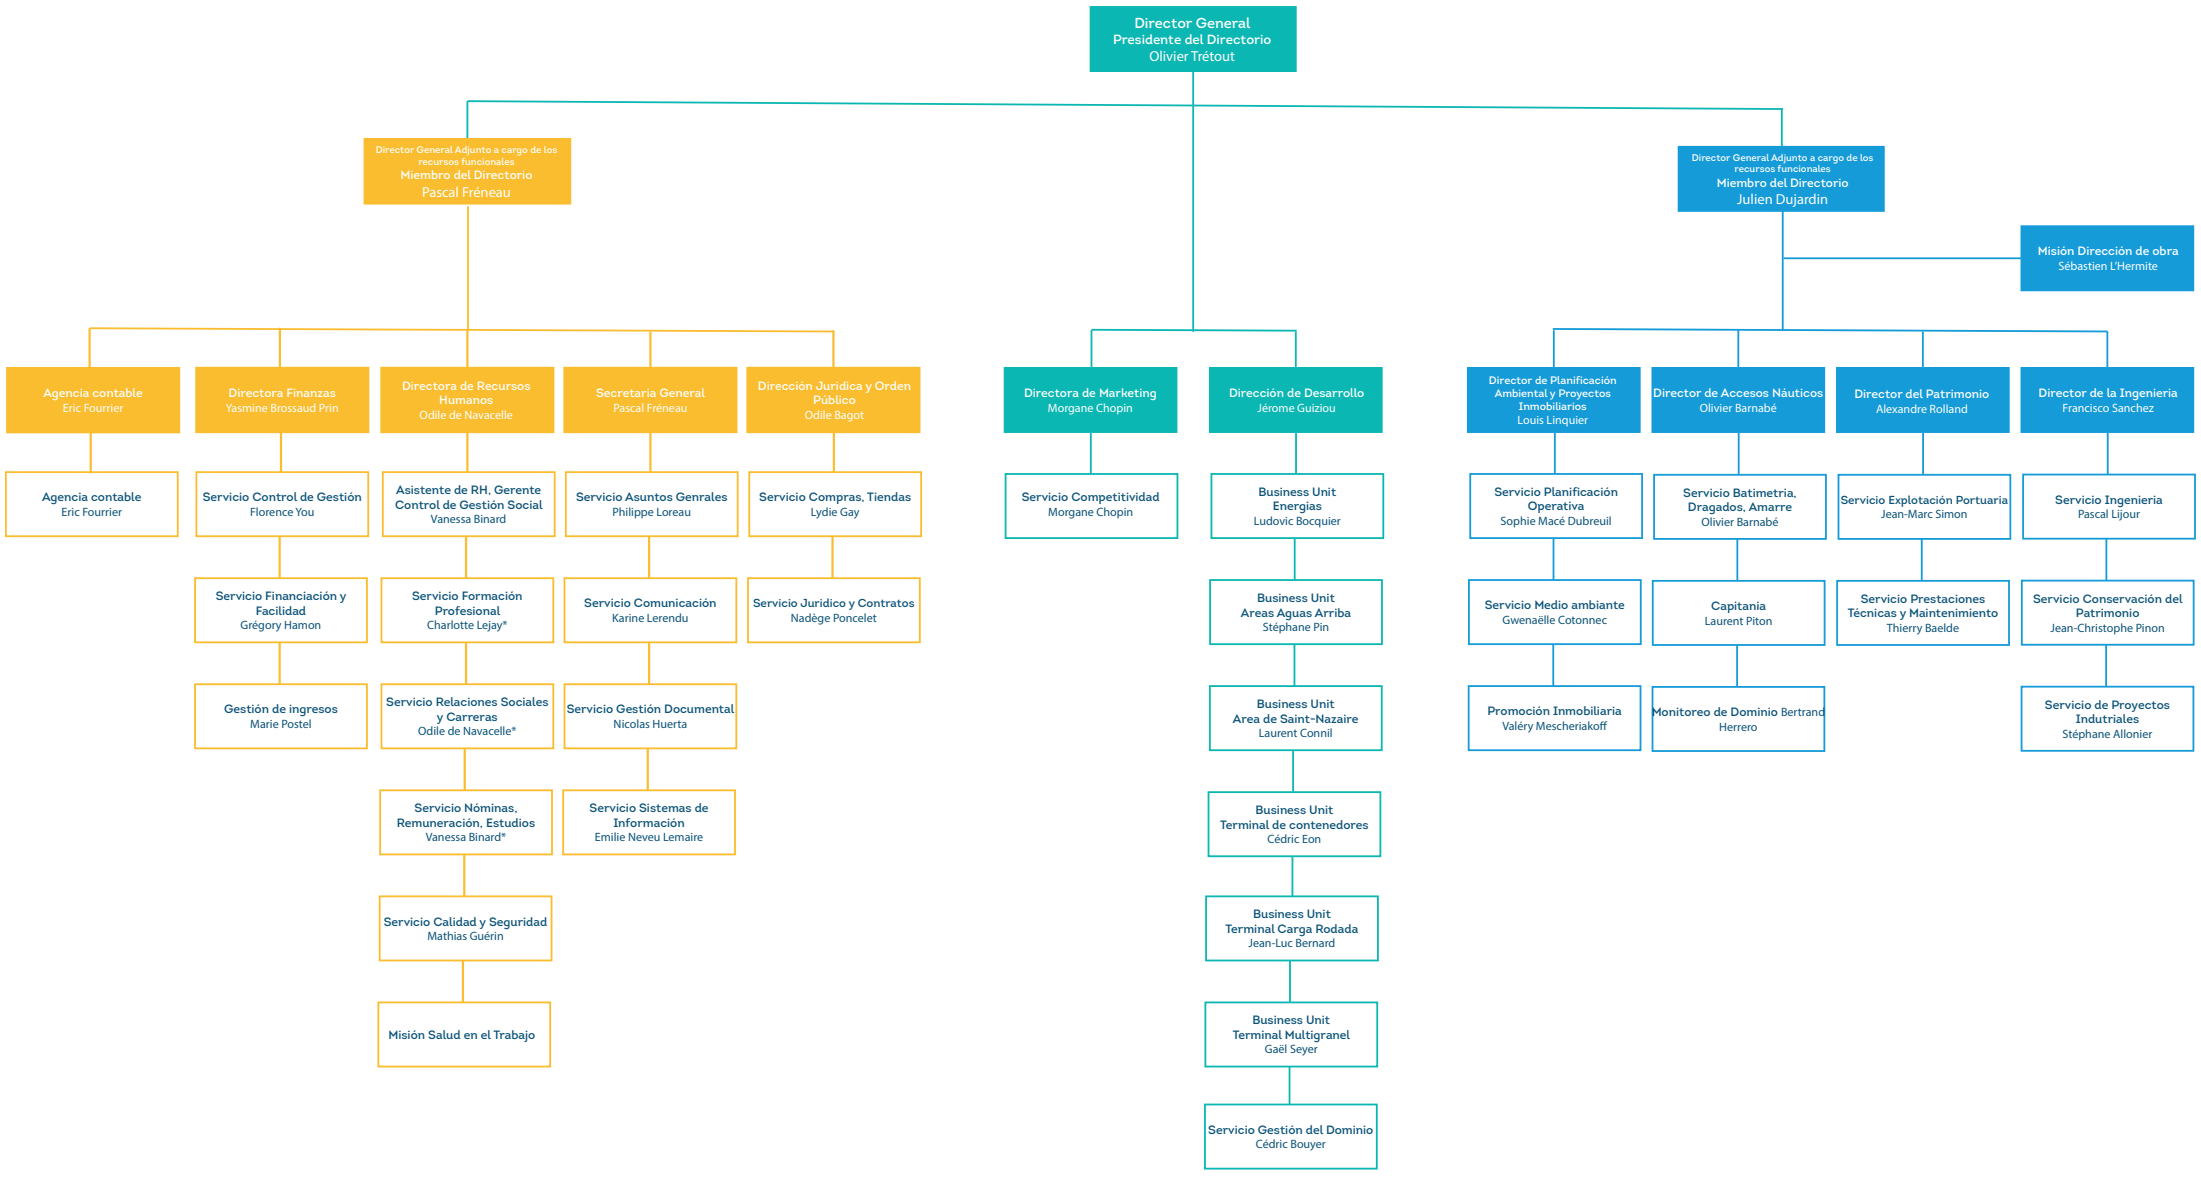 Director General
Presidente del Directorio
Olivier Trétout
Director General Adjunto a cargo de los
recursos funcionales
Miembro del Directorio
Pascal Fréneau
Director General Adjunto a cargo de los
recursos funcionales
Miembro del Directorio
Julien Dujardin
Misión Dirección de obra
Sébastien L'Hermite
Agencia contable
Eric Fourrier
Directora Finanzas
Yasmine Brossaud Prin
Directora de Recursos
Humanos
Odile de Navacelle
Secretaria General
Pascal Fréneau
Dirección Juridica y Orden
Público
Odile Bagot
Directora de Marketing
Morgane Chopin
Dirección de Desarrollo
Jérome Guiziou
Director de Planificación
Ambiental y Proyectos
Inmobiliarios
Louis Linquier
Director de Accesos Náuticos
Olivier Barnabé
Director del Patrimonio
Alexandre Rolland
Director de la Ingenieria
Francisco Sanchez
Agencia contable
Eric Fourrier
Servicio Control de Gestión
Florence You
Asistente de RH, Gerente
Control de Gestión Social
Vanessa Binard
Servicio Asuntos Genrales
Philippe Loreau
Servicio Compras, Tiendas
Lydie Gay
Servicio Competitividad
Morgane Chopin
Business Unit
Energias
Ludovic Bocquier
Servicio Planificación
Operativa
Sophie Macé Dubreuil
Servicio Batimetria,
Dragados, Amarre
Olivier Barnabé
Servicio Explotación Portuaria
Jean-Marc Simon
Servicio Ingenieria
Pascal Lijour
Servicio Financiación y
Facilidad
Grégory Hamon
Servicio Formación
Profesional
Charlotte Lejay*
Servicio Comunicación
Karine Lerendu
Servicio Juridico y Contratos
Nadège Poncelet
Business Unit
Areas Aguas Arriba
Stéphane Pin
Servicio Medio ambiante
Gwenaëlle Cotonnec
Capitania
Laurent Piton
Servicio Prestaciones
Técnicas y Maintenimiento
Thierry Baelde
Servicio Conservación del
Patrimonio
Jean-Christophe Pinon
Gestión de ingresos
Marie Postel
Servicio Relaciones Sociales
y Carreras
Odile de Navacelle*
Servicio Gestión Documental
Nicolas Huerta
Business Unit
Area de Saint-Nazaire
Laurent Connil
Promoción Inmobiliaria
Valéry Mescheriakoff
Monitoreo de Dominio Bertrand
Herrero
Servicio de Proyectos
Indutriales
Stéphane Allonier
Servicio Nóminas,
Remuneración, Estudios
Vanessa Binard*
Servicio Sistemas de
Información
Emilie Neveu Lemaire
Business Unit
Terminal de contenedores
Cédric Eon
Servicio Calidad y Seguridad
Mathias Guérin
Business Unit
Terminal Carga Rodada
Jean-Luc Bernard
Misión Salud en el Trabajo
Business Unit
Terminal Multigranel
Gaël Seyer
Servicio Gestión del Dominio
Cédric Bouyer